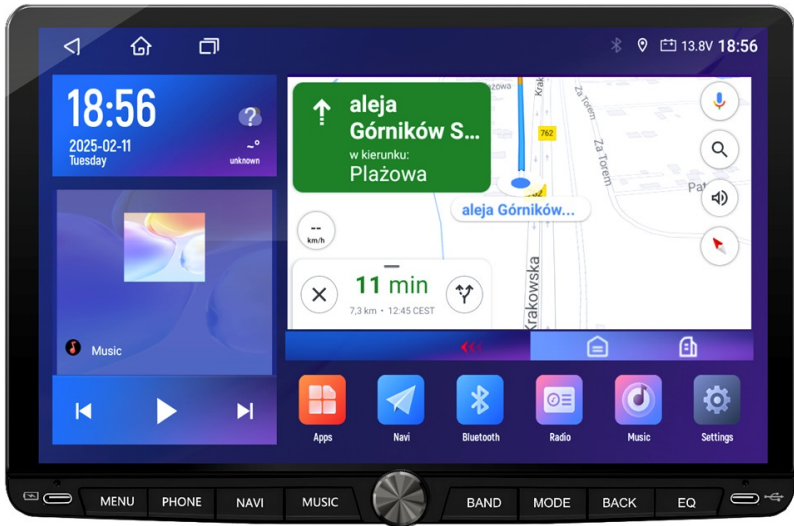 13.8V 18:56
18:56
2025-02-11
Tuesday
~°
unknown
Music
aleja
Górników S...
w kierunku:
Plażowa
Za Torem
Za Torem
762
aleja Górników...
--
km/h
11 min
7,3 km • 12:45 CEST
Krakowska
Apps
Navi
Bluetooth
Radio
Music
Settings
MENU
PHONE
NAVI
MUSIC
BAND
MODE
BACK
EQ